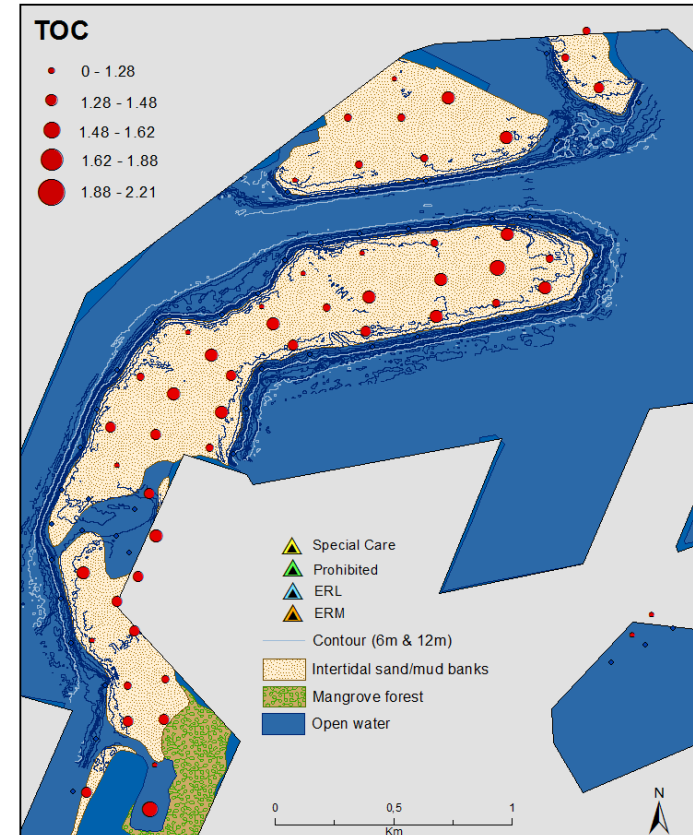 TOC
0 - 1.28
1.28 - 1.48
1.48 - 1.62
1.62 - 1.88
1.88 - 2.21
Special Care
Prohibited
ERL
ERM
Contour (6m & 12m)
Intertidal sand/mud banks
Mangrove forest
Open water
0 0,5 1
Km
N